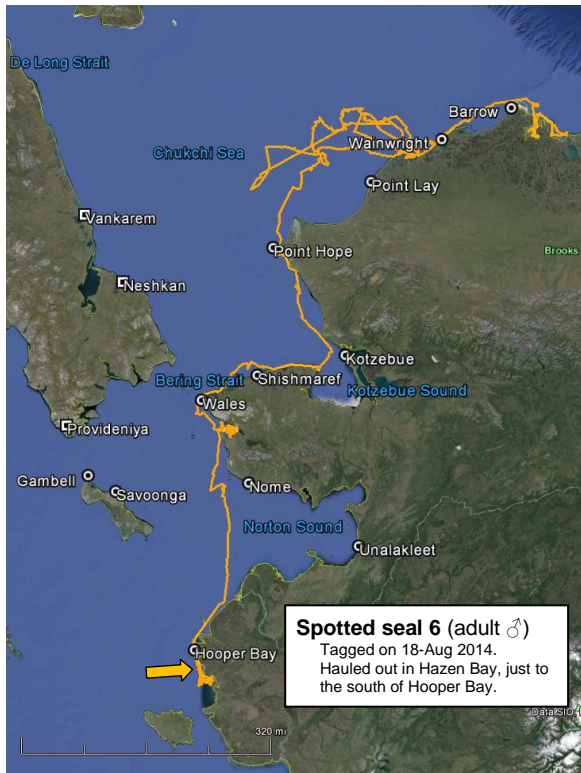 De Long Strait
Barrow
Wainwright
Chukchi Sea
Point Lay
Vankarem
Point Hope
Brooks
Neshkan
Kotzebue
Bering Strait
Shishmaref
Kotzebue Sound
Wales
Provideniya
Gambell
Savoonga
Nome
Norton Sound
Unalakleet
Spotted seal 6 (adult ♂)
Tagged on 18-Aug 2014.
Hauled out in Hazen Bay, just to
the south of Hooper Bay.
Hooper Bay
Data SIO
320 mi